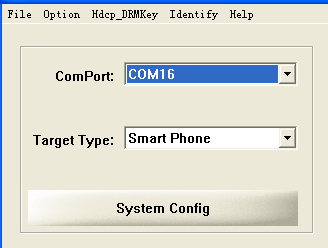 File Option Hdcp_DRMKey Identify Help
ComPort: COM16
Target Type: Smart Phone
System Config